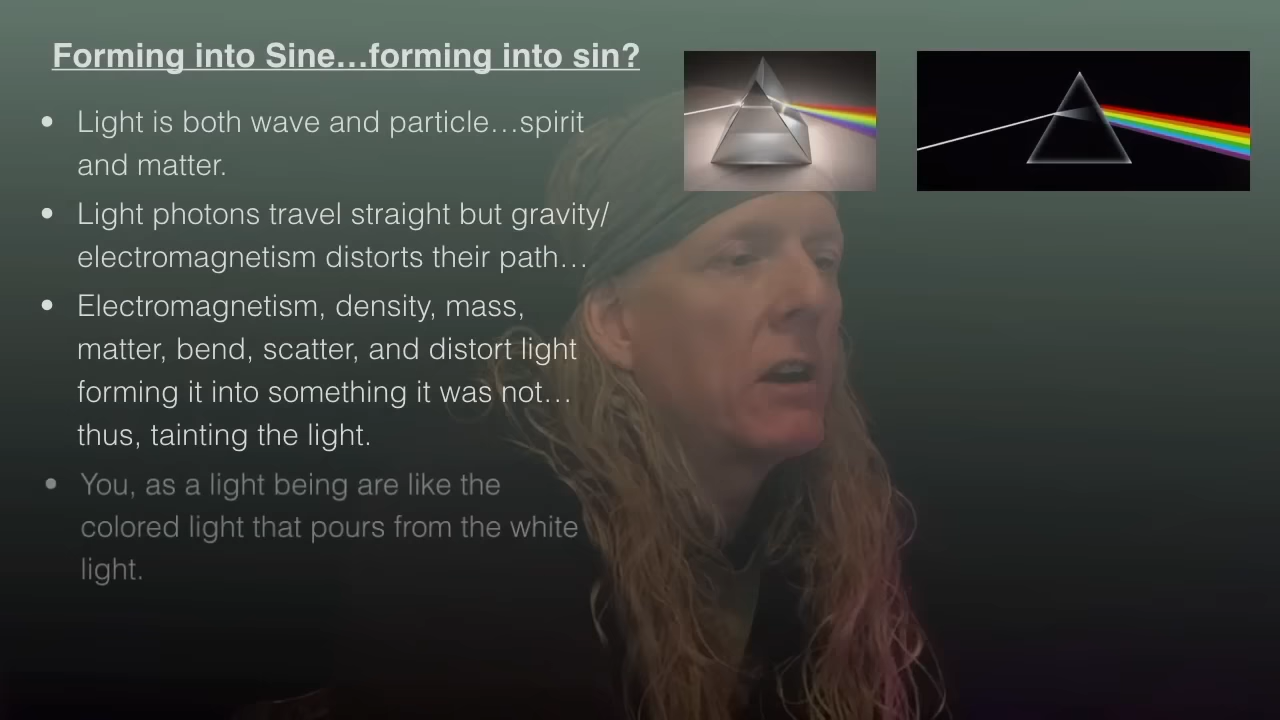 Forming into Sine…forming into sin?
• Light is both wave and particle…spirit
and matter.
• Light photons travel straight but gravity/
electromagnetism distorts their path…
• Electromagnetism, density, mass,
matter, bend, scatter, and distort light
forming it into something it was not…
thus, tainting the light.
• You, as a light being are like the
colored light that pours from the white
light.